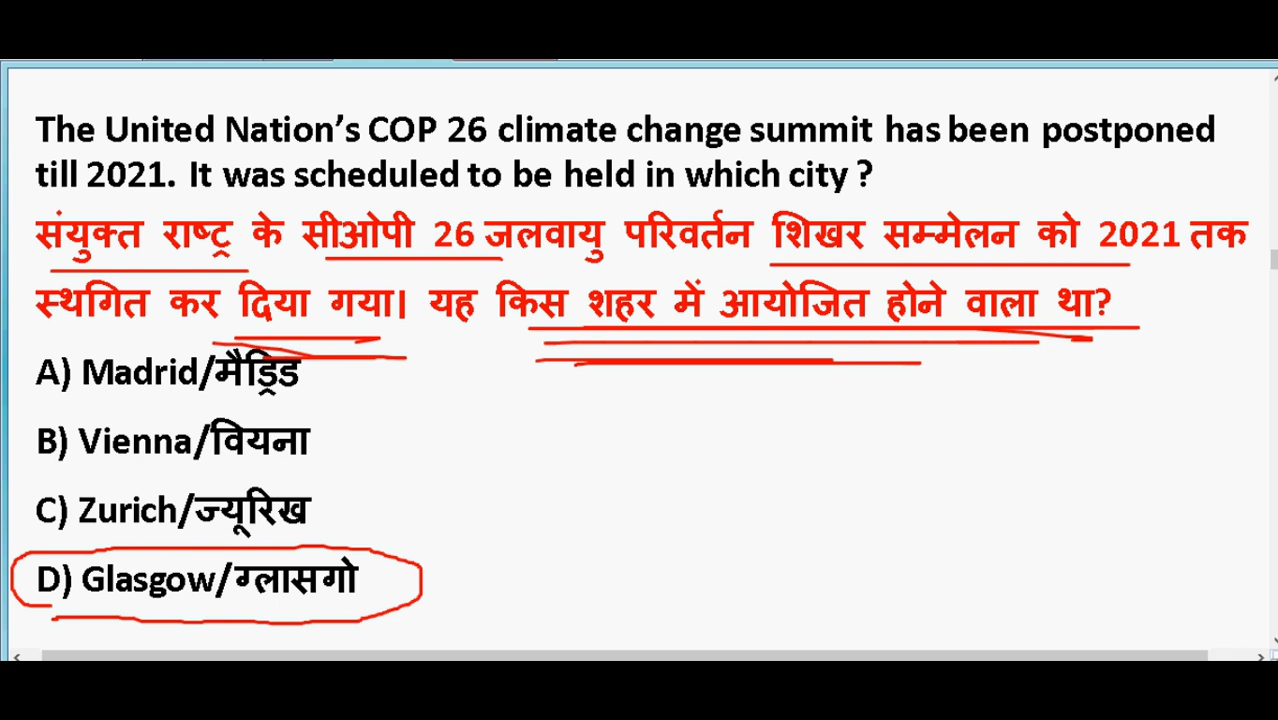 The United Nation’s COP 26 climate change summit has been postponed
till 2021. It was scheduled to be held in which city ?
संयुक्त राष्ट्र के सीओपी 26 जलवायु परिवर्तन शिखर सम्मेलन को 2021 तक
स्थगित कर दिया गया। यह किस शहर में आयोजित होने वाला था?
A) Madrid/मैड्रिड
B) Vienna/वियना
C) Zurich/ज्यूरिख
D) Glasgow/ग्लासगो